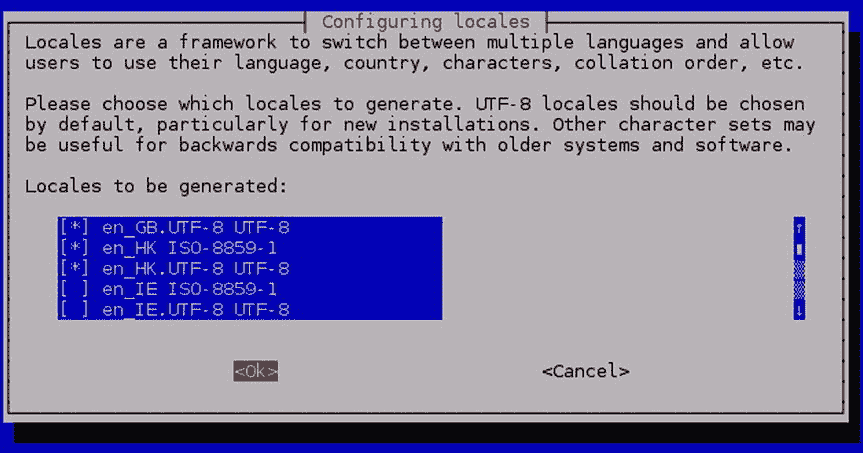 Configuring locales
Locales are a framework to switch between multiple languages and allow
users to use their language, country, characters, collation order, etc.
Please choose which locales to generate. UTF-8 locales should be chosen
by default, particularly for new installations. Other character sets may
be useful for backwards compatibility with older systems and software.
Locales to be generated:
[*] en_GB.UTF-8 UTF-8
[*] en_HK ISO-8859-1
[*] en_HK.UTF-8 UTF-8
[ ] en_IE ISO-8859-1
[ ] en_IE.UTF-8 UTF-8
<Ok> <Cancel>